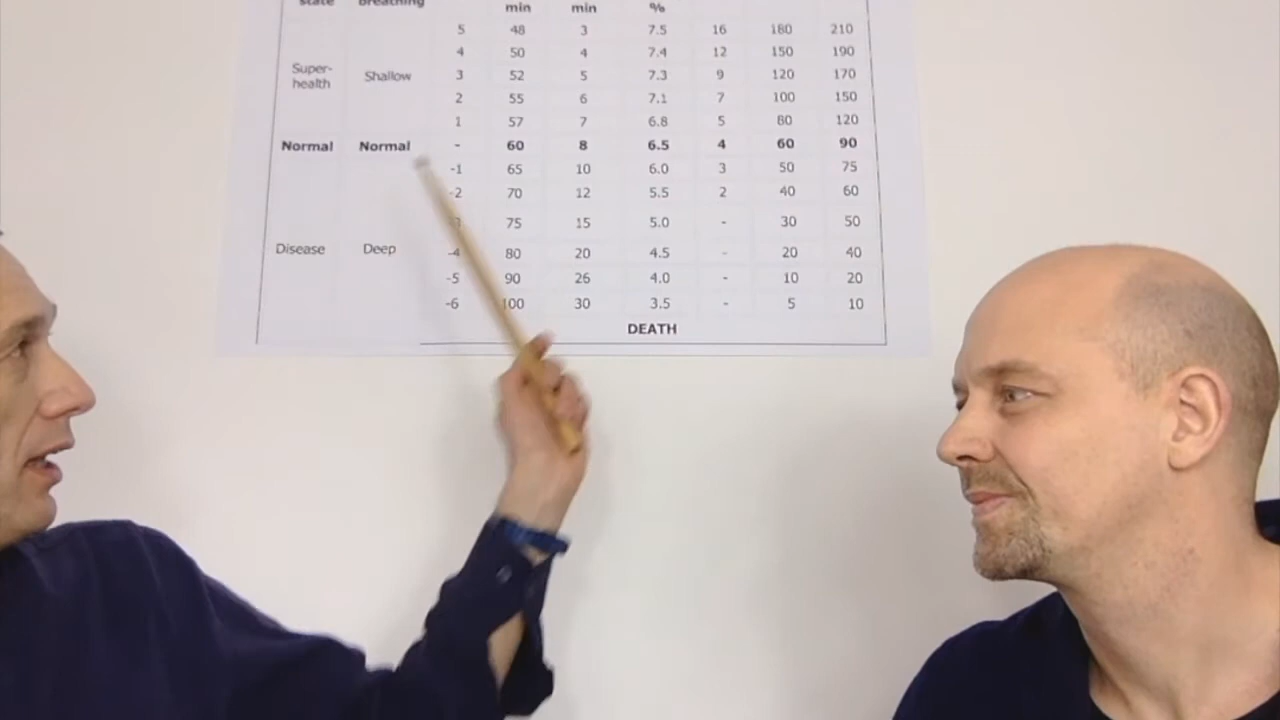 state breathing
min min %
5 48 3 7.5 16 180 210
4 50 4 7.4 12 150 190
Super-
health Shallow 3 52 5 7.3 9 120 170
2 55 6 7.1 7 100 150
1 57 7 6.8 5 80 120
Normal Normal - 60 8 6.5 4 60 90
-1 65 10 6.0 3 50 75
-2 70 12 5.5 2 40 60
75 15 5.0 - 30 50
Disease Deep -4 80 20 4.5 - 20 40
-5 90 26 4.0 - 10 20
-6 100 30 3.5 - 5 10
DEATH